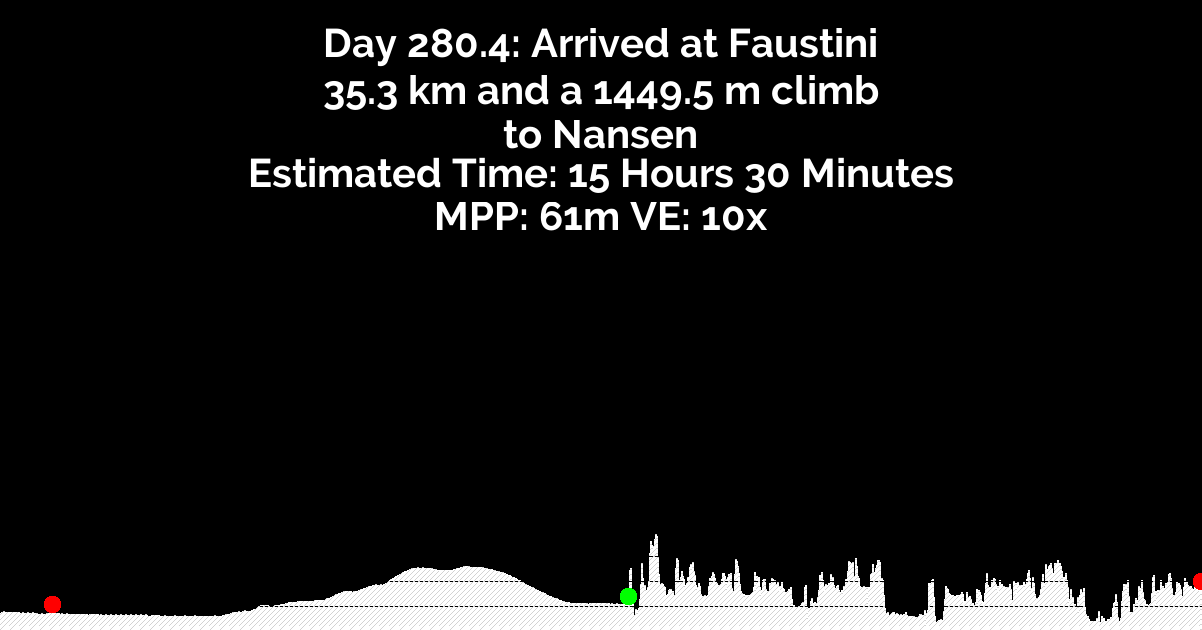 Day 280.4: Arrived at Faustini
35.3 km and a 1449.5 m climb
to Nansen
Estimated Time: 15 Hours 30 Minutes
MPP: 61m VE: 10x